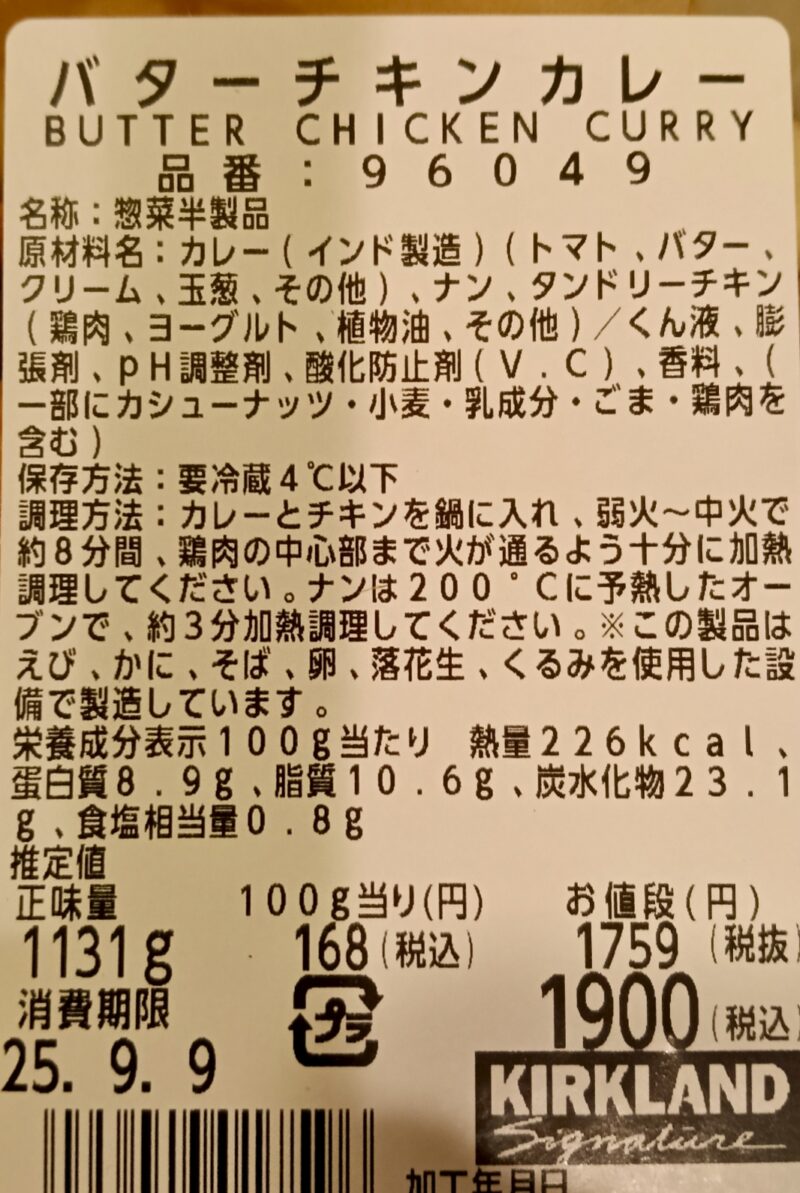 バターチキンカレー
BUTTER CHICKEN CURRY
品番：96049
名称：惣菜半製品
原材料名：カレー(インド製造)(トマト、バター、
クリーム、玉葱、その他)、ナン、タンドリーチキン
(鶏肉、ヨーグルト、植物油、その他)／くん液、膨
張剤、pH調整剤、酸化防止剤(V.C)、香料、(
一部にカシューナッツ・小麦・乳成分・ごま・鶏肉を
含む)
保存方法：要冷蔵4℃以下
調理方法：カレーとチキンを鍋に入れ、弱火～中火で
約8分間、鶏肉の中心部まで火が通るよう十分に加熱
調理してください。ナンは200°Cに予熱したオー
ブンで、約3分加熱調理してください。※この製品は
えび、かに、そば、卵、落花生、くるみを使用した設
備で製造しています。
栄養成分表示100g当たり 熱量226kcal、
蛋白質8.9g、脂質10.6g、炭水化物23.1
g、食塩相当量0.8g
推定値
正味量 100g当り(円) お値段(円)
1131g 168(税込) 1759(税抜)
消費期限 プラ 1900(税込)
25.9.9
KIRKLAND
Signature
加工年月日